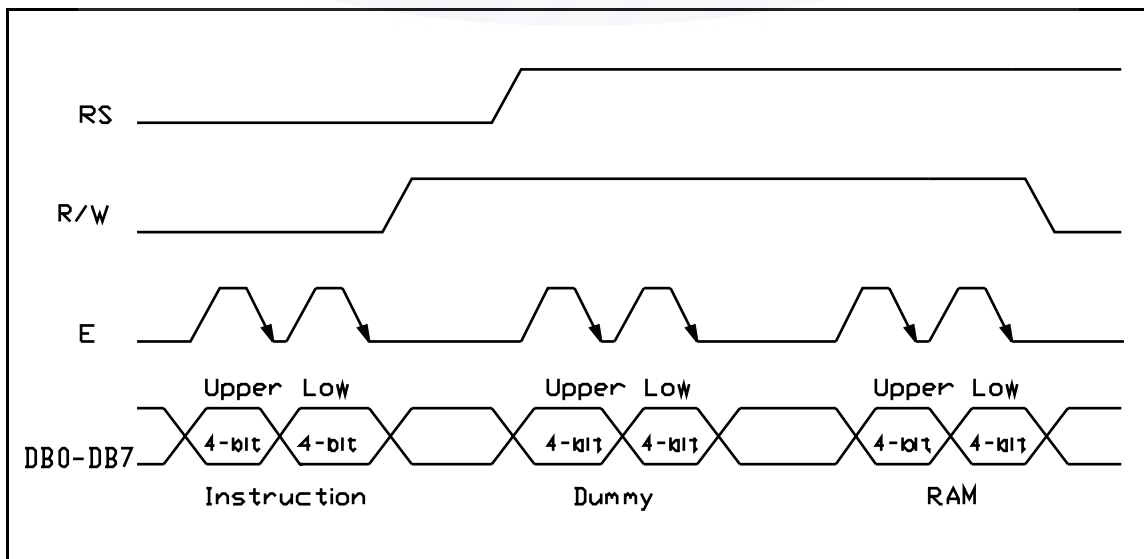 RS
R/W
E
Upper Low Upper Low Upper Low
4-bit 4-bit 4-bit 4-bit 4-bit 4-bit
DB0-DB7
Instruction Dummy RAM